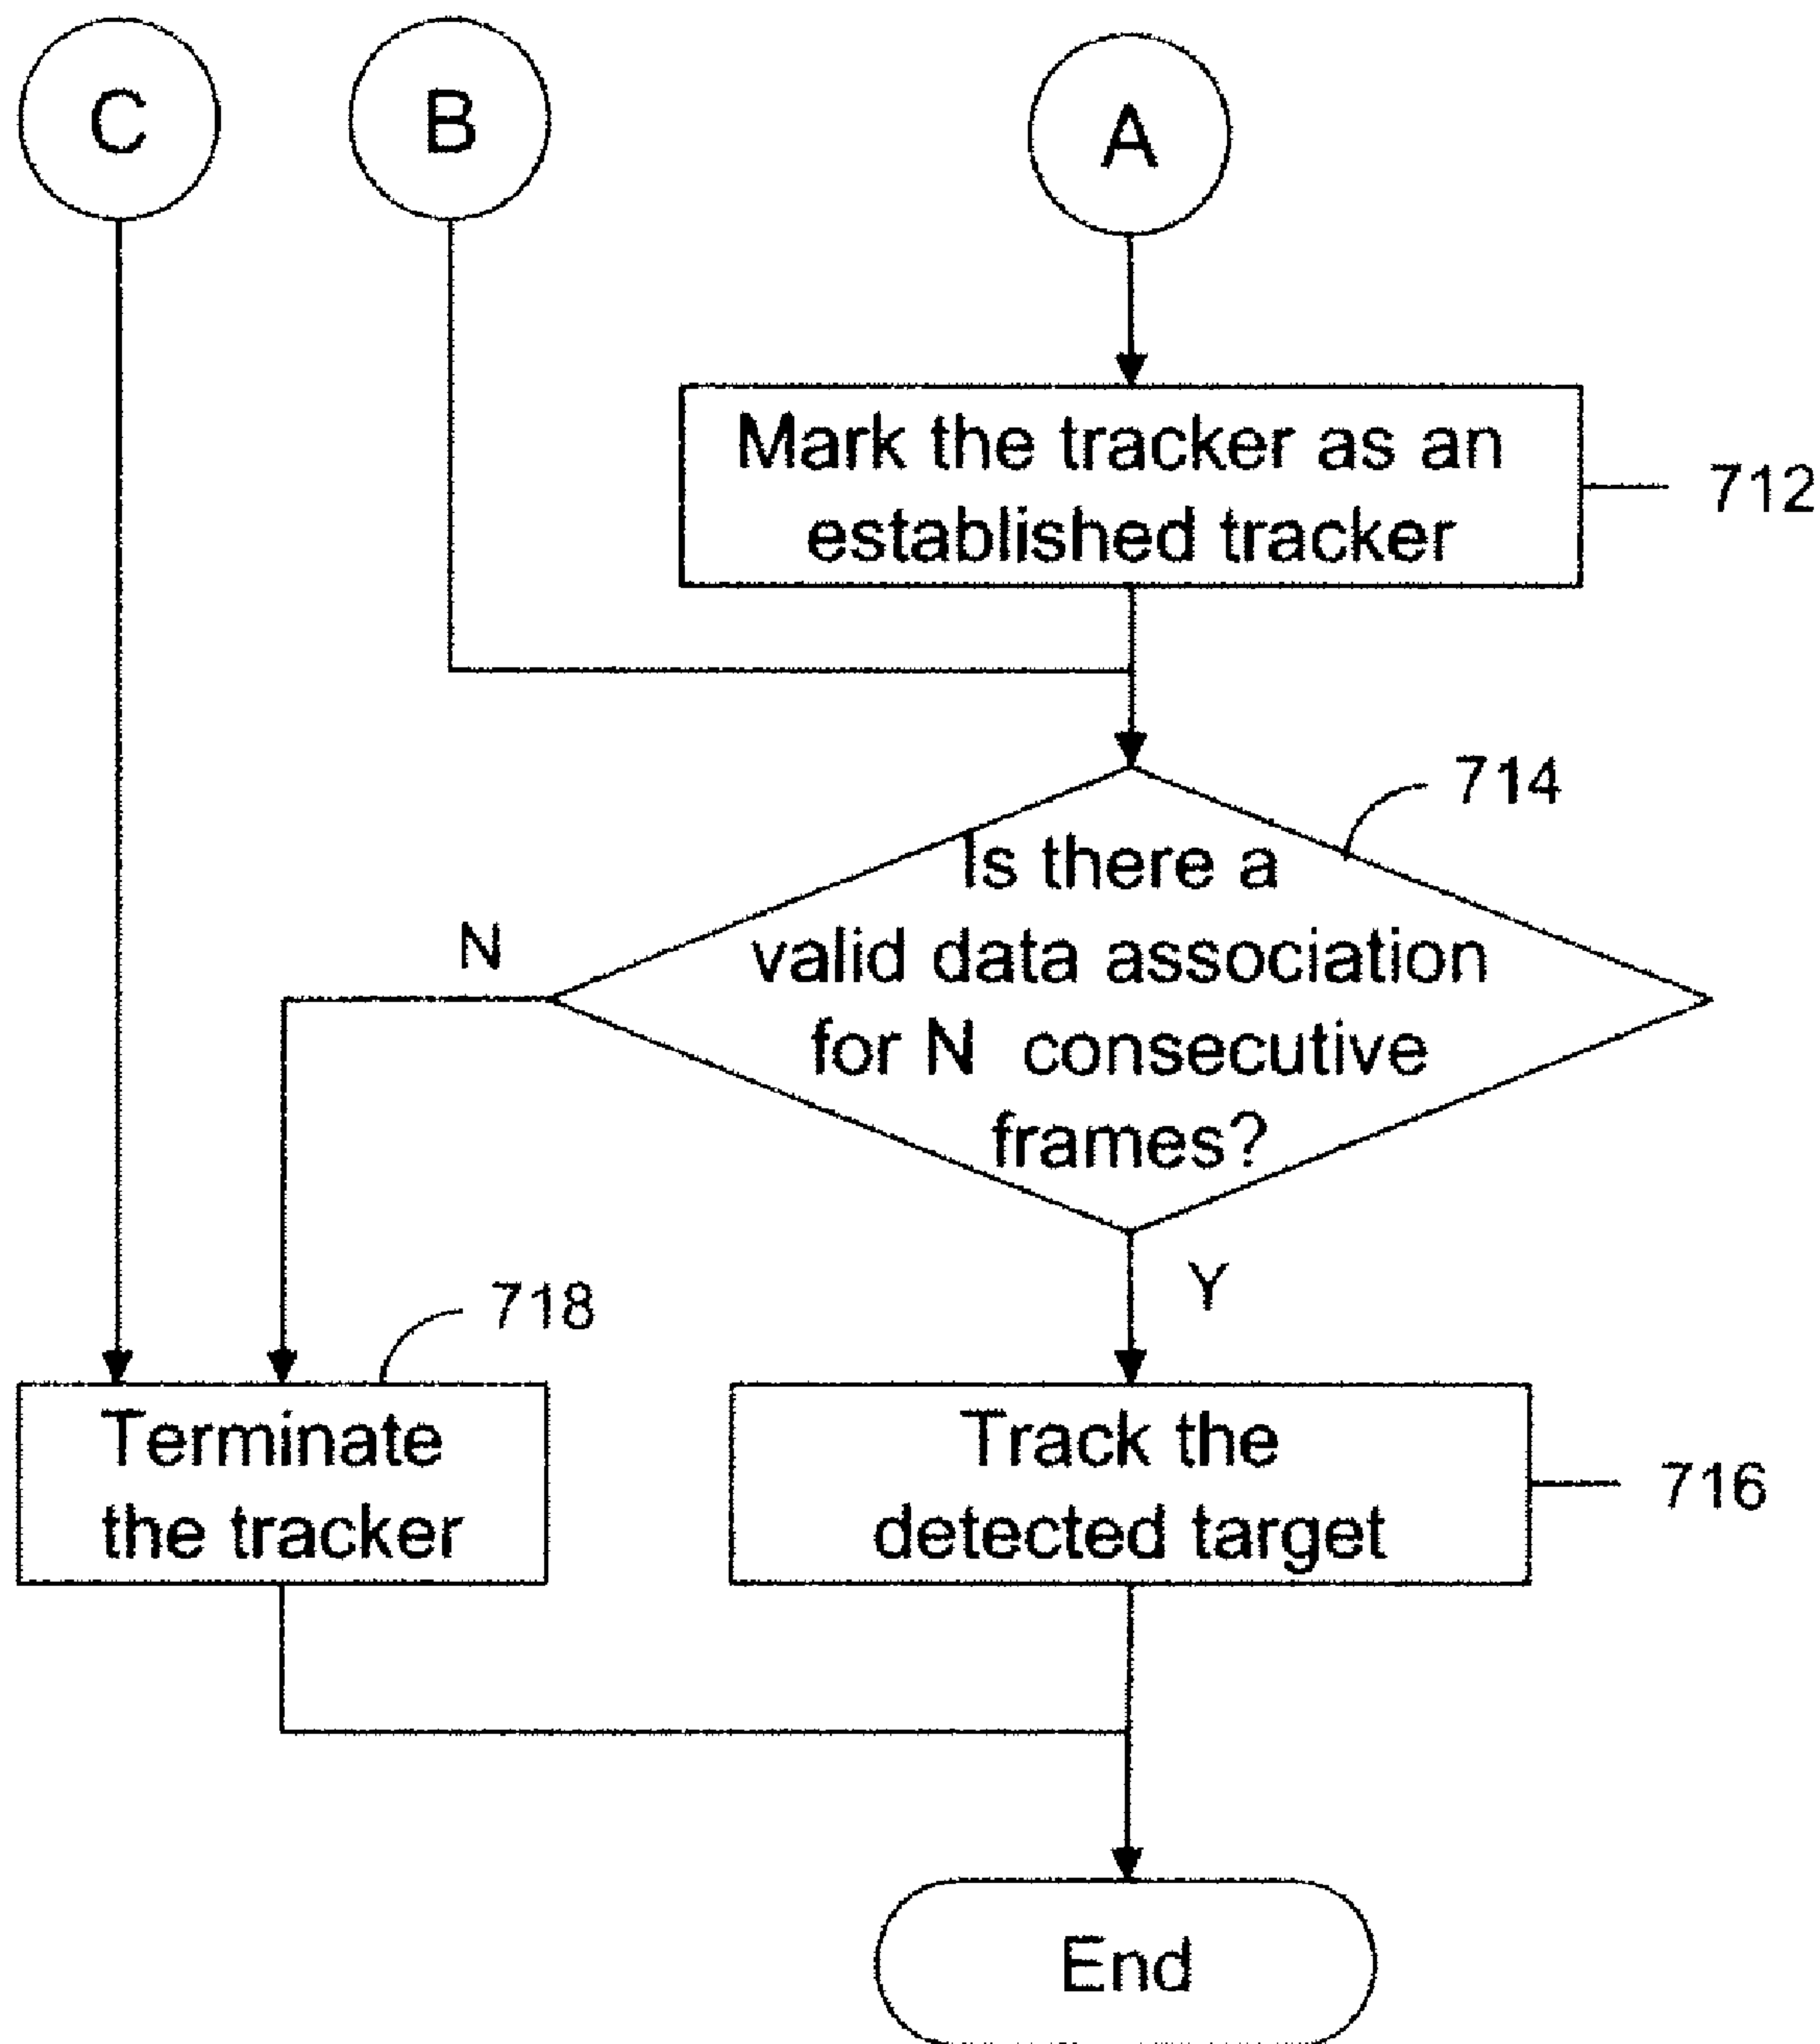 C
B
A
Mark the tracker as an
established tracker
712
714
Is there a
valid data association
for N consecutive
frames?
N
Y
718
Terminate
the tracker
Track the
detected target
716
End